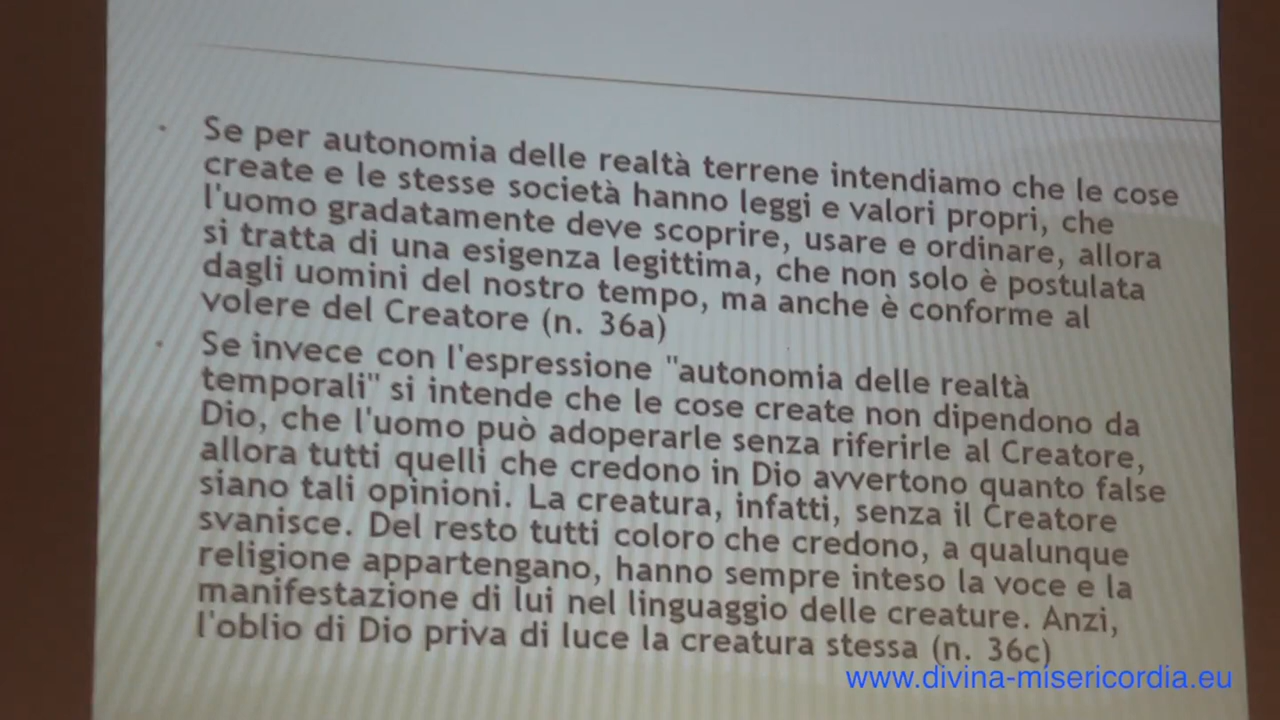 • Se per autonomia delle realtà terrene intendiamo che le cose
create e le stesse società hanno leggi e valori propri, che
l'uomo gradatamente deve scoprire, usare e ordinare, allora
si tratta di una esigenza legittima, che non solo è postulata
dagli uomini del nostro tempo, ma anche è conforme al
volere del Creatore (n. 36a)
• Se invece con l'espressione "autonomia delle realtà
temporali" si intende che le cose create non dipendono da
Dio, che l'uomo può adoperarle senza riferirle al Creatore,
allora tutti quelli che credono in Dio avvertono quanto false
siano tali opinioni. La creatura, infatti, senza il Creatore
svanisce. Del resto tutti coloro che credono, a qualunque
religione appartengano, hanno sempre inteso la voce e la
manifestazione di lui nel linguaggio delle creature. Anzi,
l'oblio di Dio priva di luce la creatura stessa (n. 36c)
www.divina-misericordia.eu